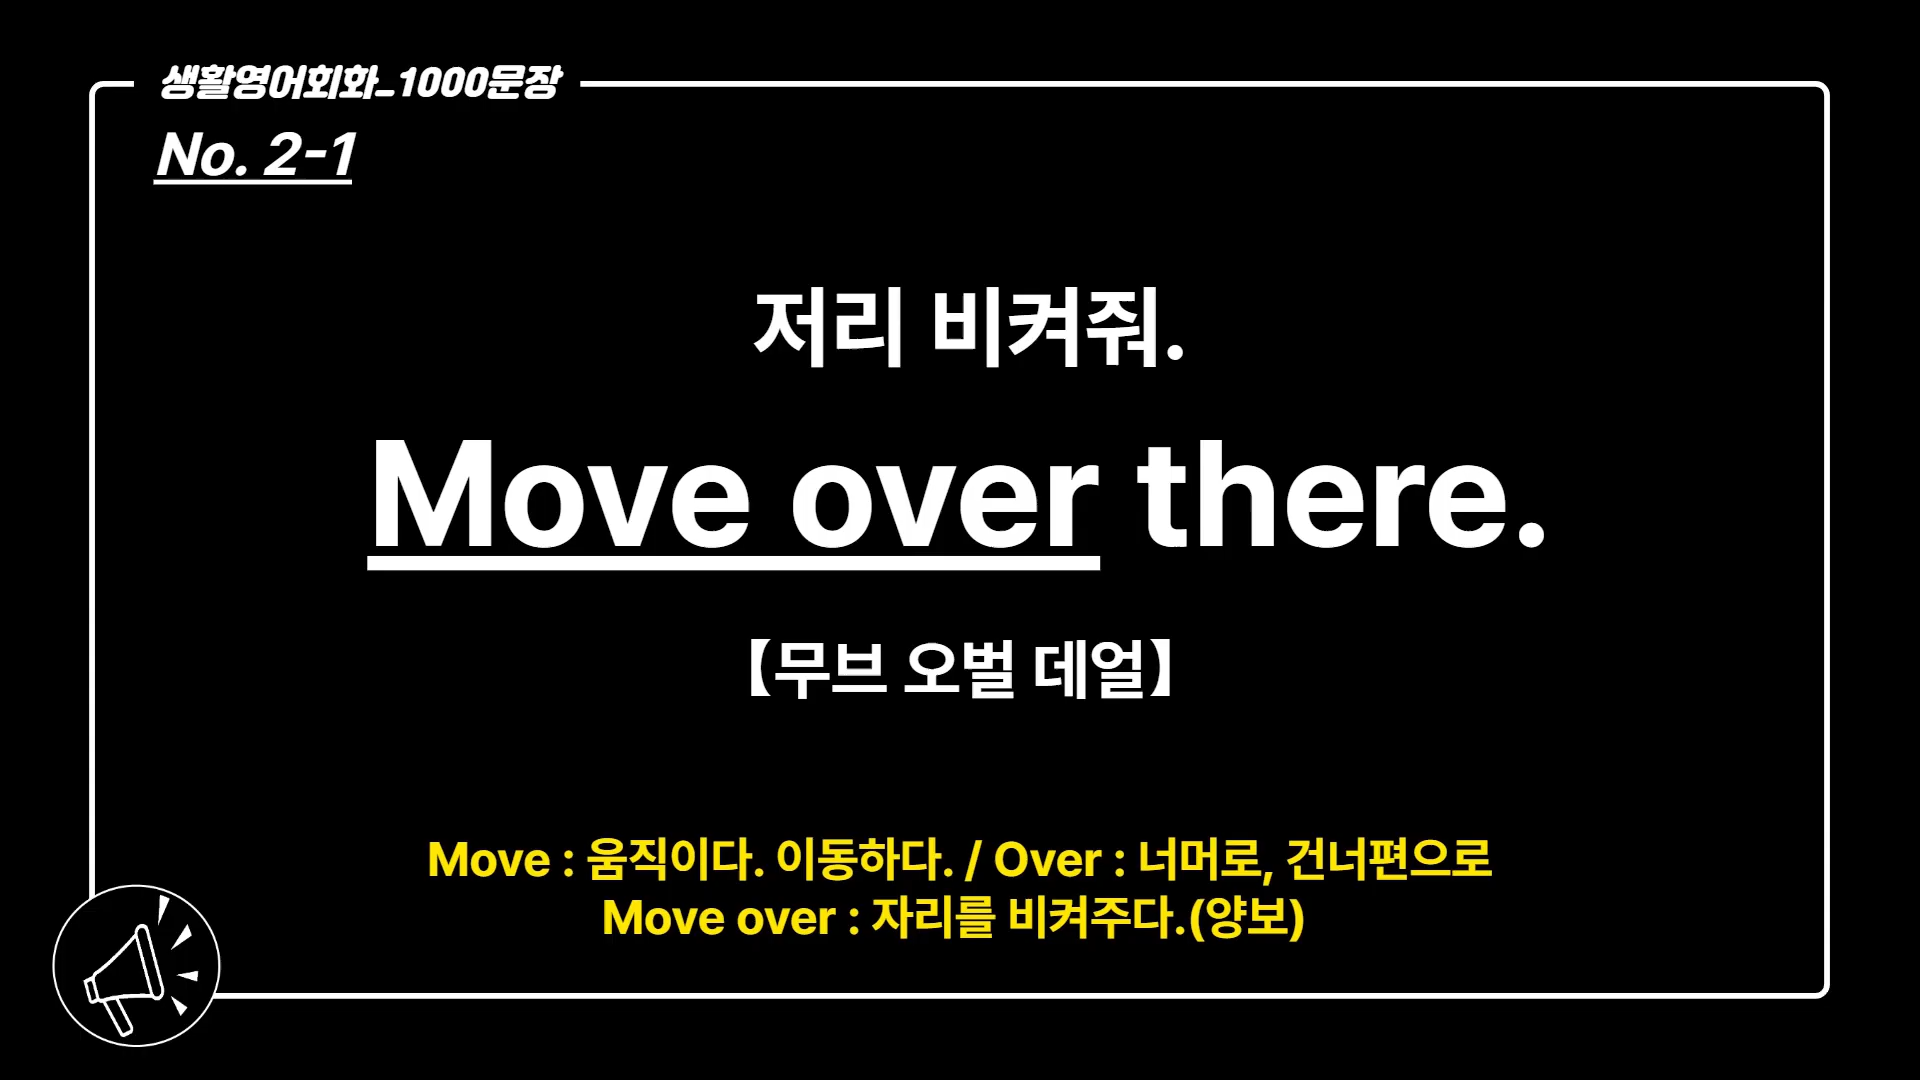 생활영어회화_1000문장
No. 2-1
저리 비켜줘.
Move over there.
【무브 오벌 데얼】
Move : 움직이다. 이동하다. / Over : 너머로, 건너편으로
Move over : 자리를 비켜주다.(양보)